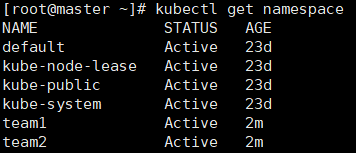 [root@master ~]# kubectl get namespace
NAME              STATUS   AGE
default           Active   23d
kube-node-lease   Active   23d
kube-public       Active   23d
kube-system       Active   23d
team1             Active   2m
team2             Active   2m